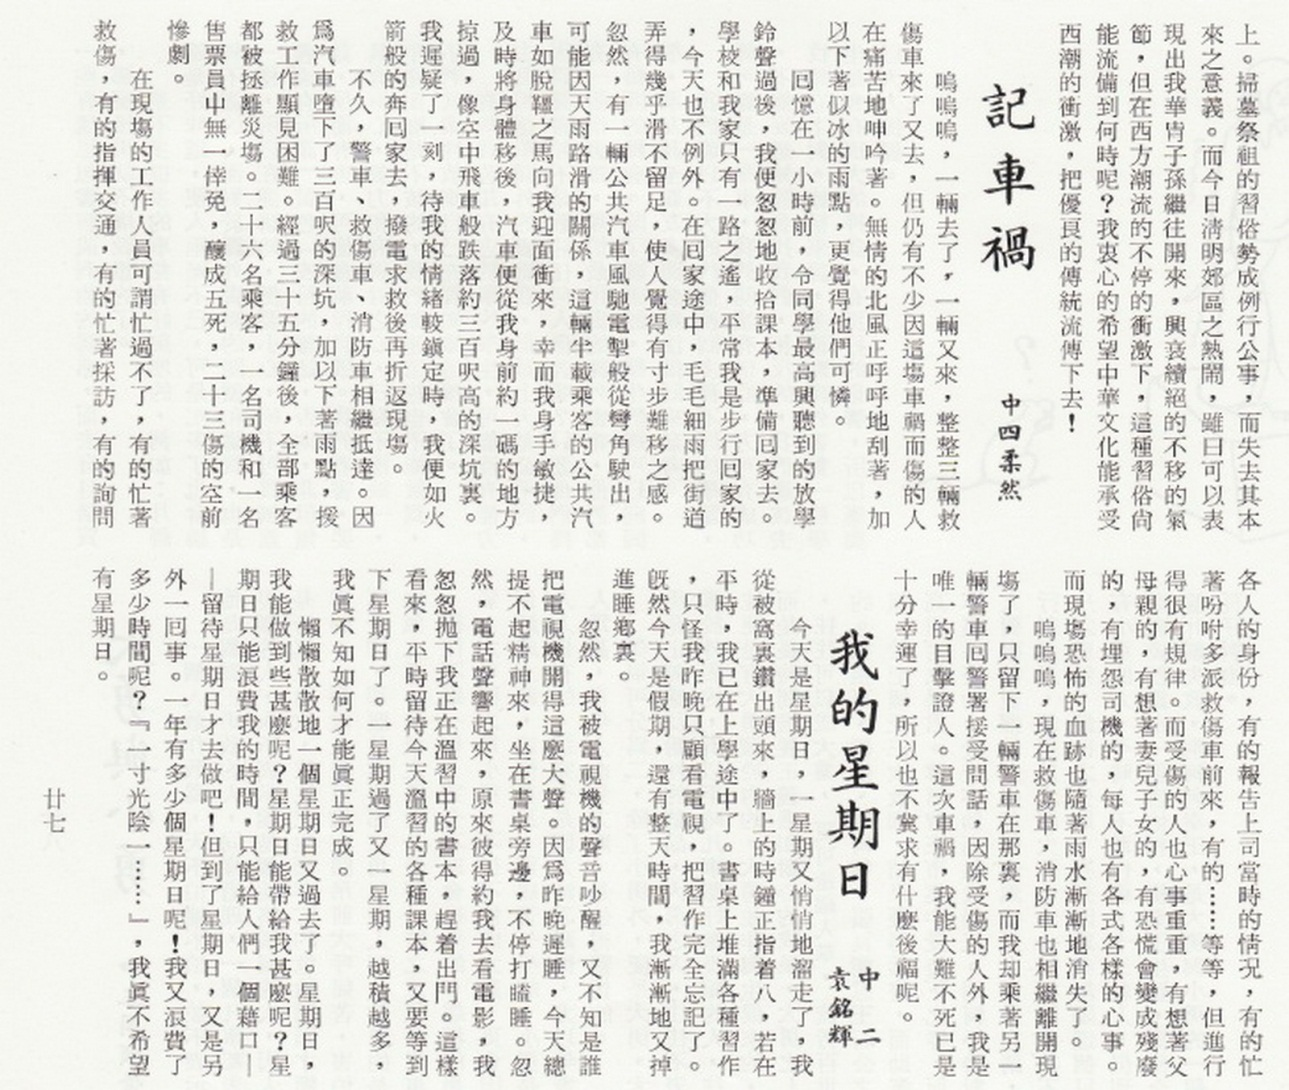 上。掃墓祭祖的習俗勢成例行公事，而失去其本
來之意義。而今日淸明郊區之熱鬧，雖曰可以表
現出我華胄子孫繼往開來，興衰續絕的不移的氣
節，但在西方潮流的不停的衝激下，這種習俗尙
能流備到何時呢？我衷心的希望中華文化能承受
西潮的衝激，把優良的傳統流傳下去！
記車禍
中四柔然
嗚嗚嗚，一輛去了，一輛又來，整整三輛救
傷車來了又去，但仍有不少因這塲車禍而傷的人
在痛苦地呻吟著。無情的北風正呼呼地刮著，加
以下著似冰的雨點，更覺得他們可憐。
囘憶在一小時前，令同學最高興聽到的放學
鈴聲過後，我便怱怱地收拾課本，準備囘家去。
學校和我家只有一路之遙，平常我是步行囘家的
，今天也不例外。在囘家途中，毛毛細雨把街道
弄得幾乎滑不留足，使人覺得有寸步難移之感。
忽然，有一輛公共汽車風馳電掣般從彎角駛出，
可能因天雨路滑的關係，這輛半載乘客的公共汽
車如脫韁之馬向我迎面衝來，幸而我身手敏捷，
及時將身體移後，汽車便從我身前約一碼的地方
掠過，像空中飛車般跌落約三百呎高的深坑裏。
我遲疑了一刻，待我的情緒較鎭定時，我便如火
箭般的奔囘家去，撥電求救後再折返現塲。
不久，警車、救傷車、消防車相繼抵達。因
爲汽車墮下了三百呎的深坑，加以下著雨點，援
救工作顯見困難。經過三十五分鐘後，全部乘客
都被拯離災塲。二十六名乘客，一名司機和一名
售票員中無一倖免，釀成五死，二十三傷的空前
慘劇。
在現塲的工作人員可謂忙過不了，有的忙著
救傷，有的指揮交通，有的忙著採訪，有的詢問
各人的身份，有的報告上司當時的情况，有的忙
著吩咐多派救傷車前來，有的……等等，但進行
得很有規律。而受傷的人也心事重重，有想著父
母親的，有想著妻兒子女的，有恐慌會變成殘廢
的，有埋怨司機的，每人也有各式各樣的心事。
而現塲恐怖的血跡也隨著雨水漸漸地消失了。
嗚嗚嗚，現在救傷車，消防車也相繼離開現
塲了，只留下一輛警車在那裏，而我却乘著另一
輛警車囘警署接受問話，因除受傷的人外，我是
唯一的目擊證人。這次車禍，我能大難不死已是
十分幸運了，所以也不冀求有什麽後福呢。
我的星期日
中二
袁銘輝
今天是星期日，一星期又悄悄地溜走了，我
從被窩裏鑽出頭來，牆上的時鐘正指着八，若在
平時，我已在上學途中了。書桌上堆滿各種習作
，只怪我昨晚只顧看電視，把習作完全忘記了。
旣然今天是假期，還有整天時間，我漸漸地又掉
進睡鄕裏。
忽然，我被電視機的聲音吵醒，又不知是誰
把電視機開得這麽大聲。因爲昨晚遲睡，今天總
提不起精神來，坐在書桌旁邊，不停打瞌睡。忽
然，電話聲響起來，原來彼得約我去看電影，我
怱怱抛下我正在溫習中的書本，趕着出門。這樣
看來，平時留待今天溫習的各種課本，又要等到
下星期日了。一星期過了又一星期，越積越多，
我眞不知如何才能眞正完成。
懶懶散散地一個星期日又過去了。星期日，
我能做到些甚麽呢？星期日能帶給我甚麽呢？星
期日只能浪費我的時間，只能給人們一個藉口—
—留待星期日才去做吧！但到了星期日，又是另
外一囘事。一年有多少個星期日呢！我又浪費了
多少時間呢？『一寸光陰一……』，我眞不希望
有星期日。
廿七